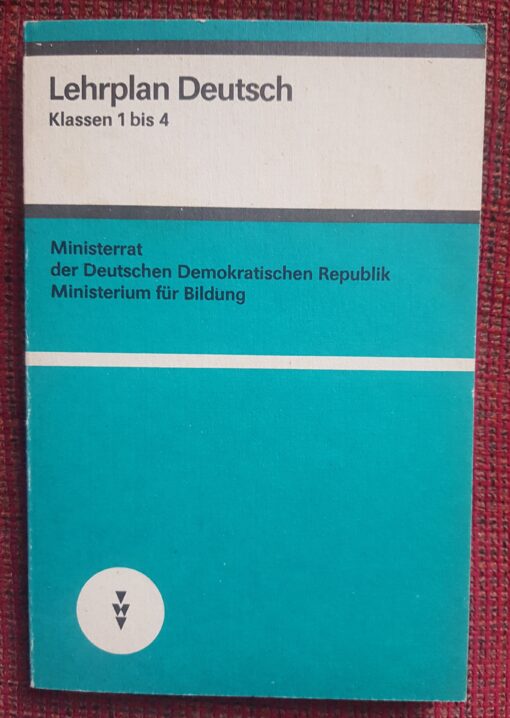 Lehrplan Deutsch
Klassen 1 bis 4
Ministerrat
der Deutschen Demokratischen Republik
Ministerium für Bildung